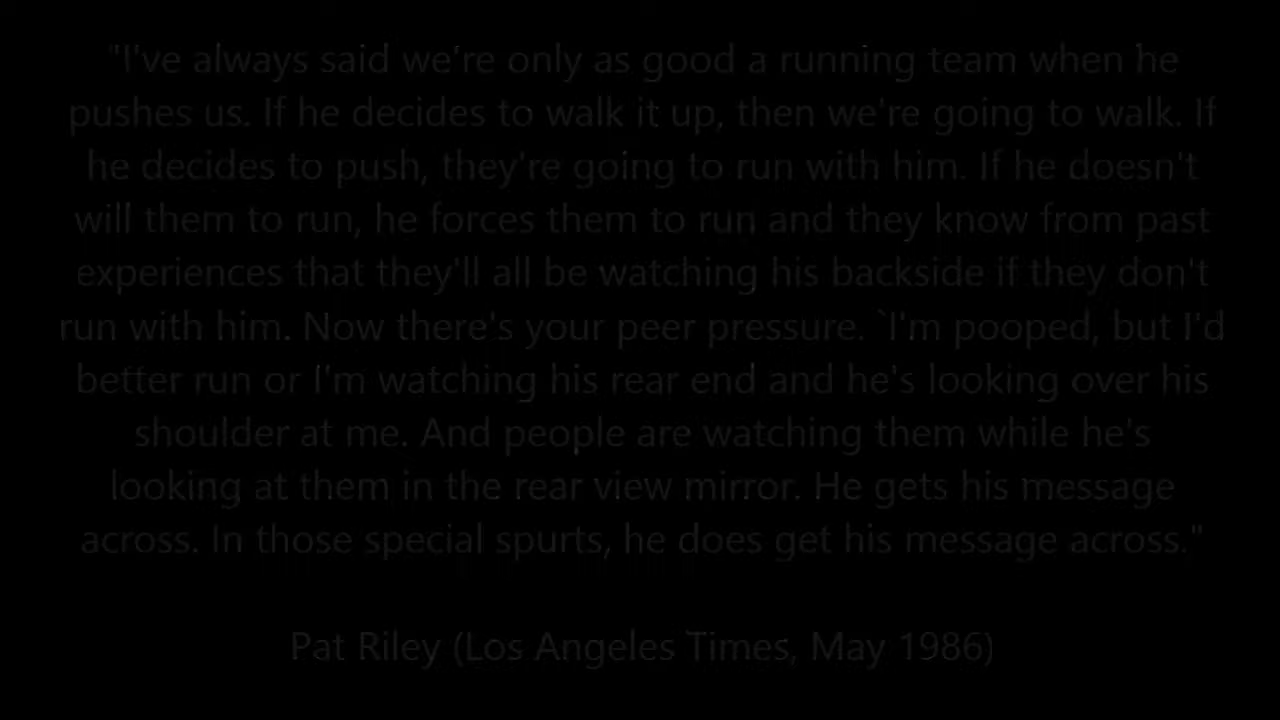 "I've always said we're only as good a running team when he
pushes us. If he decides to walk it up, then we're going to walk. If
he decides to push, they're going to run with him. If he doesn't
will them to run, he forces them to run and they know from past
experiences that they'll all be watching his backside if they don't
run with him. Now there's your peer pressure. `I'm pooped, but I'd
better run or I'm watching his rear end and he's looking over his
shoulder at me. And people are watching them while he's
looking at them in the rear view mirror. He gets his message
across. In those special spurts, he does get his message across."
Pat Riley (Los Angeles Times, May 1986)